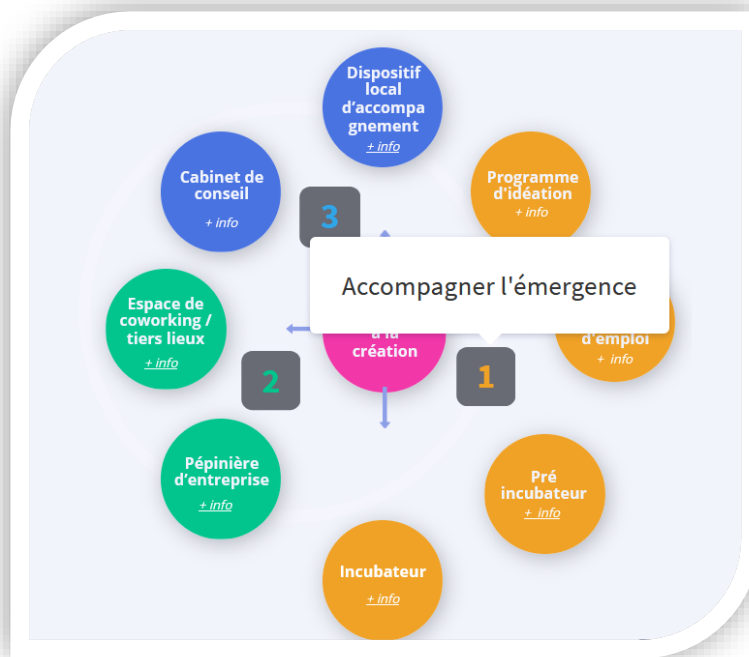 Dispositif
local
d'accompa
gnement
+ info
Cabinet de
conseil
+ info
Programme
d'idéation
+ info
3
Accompagner l'émergence
Espace de
coworking /
tiers lieux
+ info
à la
création
d'emploi
+ info
2
1
Pépinière
d'entreprise
+ info
Pré
incubateur
+ info
Incubateur
+ info